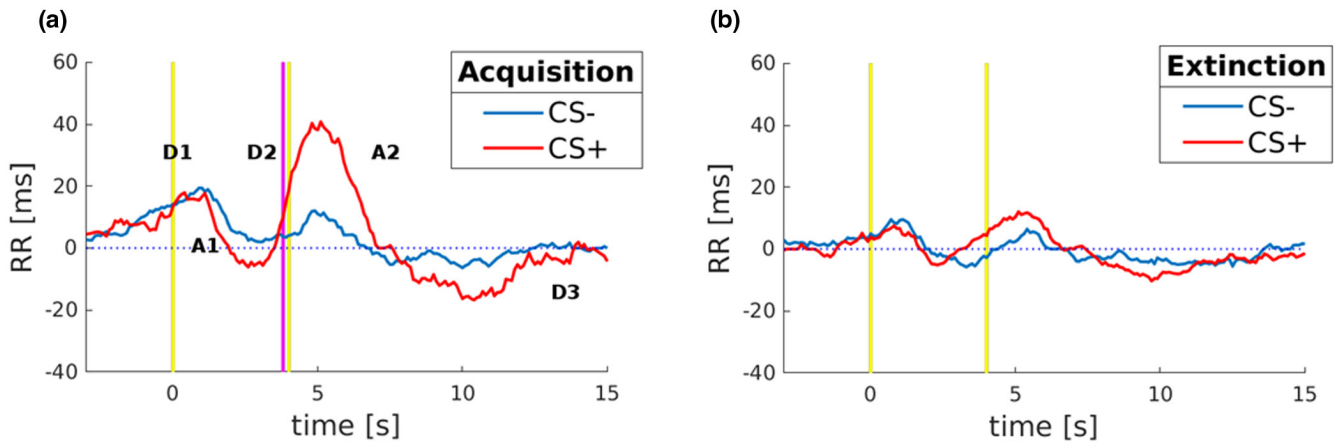 (a)
60
40
20
0
-20
-40
RR [ms]
D1
D2
A2
A1
D3
Acquisition
CS-
CS+
0
5
10
15
time [s]
(b)
60
40
20
0
-20
-40
RR [ms]
Extinction
CS-
CS+
0
5
10
15
time [s]